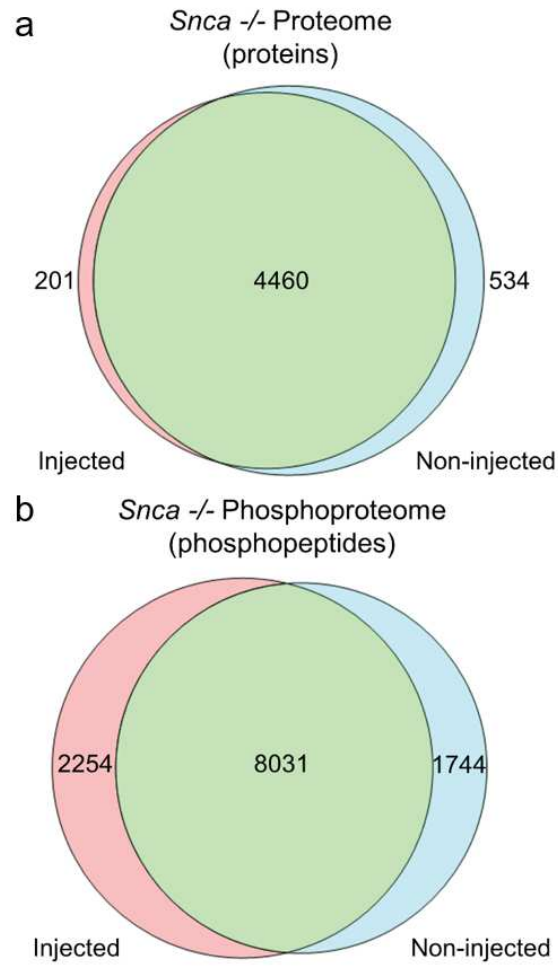 a
Snca -/- Proteome
(proteins)
201
4460
534
Injected
Non-injected
b
Snca -/- Phosphoproteome
(phosphopeptides)
2254
8031
1744
Injected
Non-injected